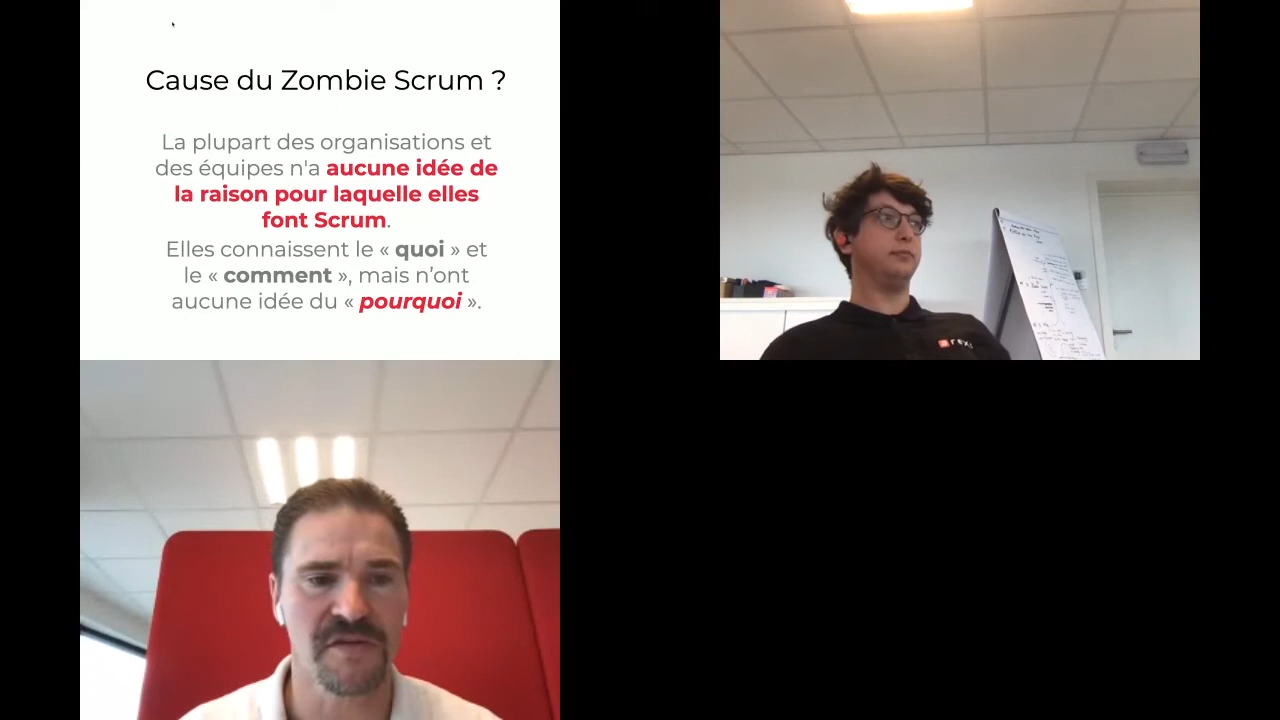 Cause du Zombie Scrum ?
La plupart des organisations et
des équipes n'a aucune idée de
la raison pour laquelle elles
font Scrum.
Elles connaissent le « quoi » et
le « comment », mais n’ont
aucune idée du « pourquoi ».